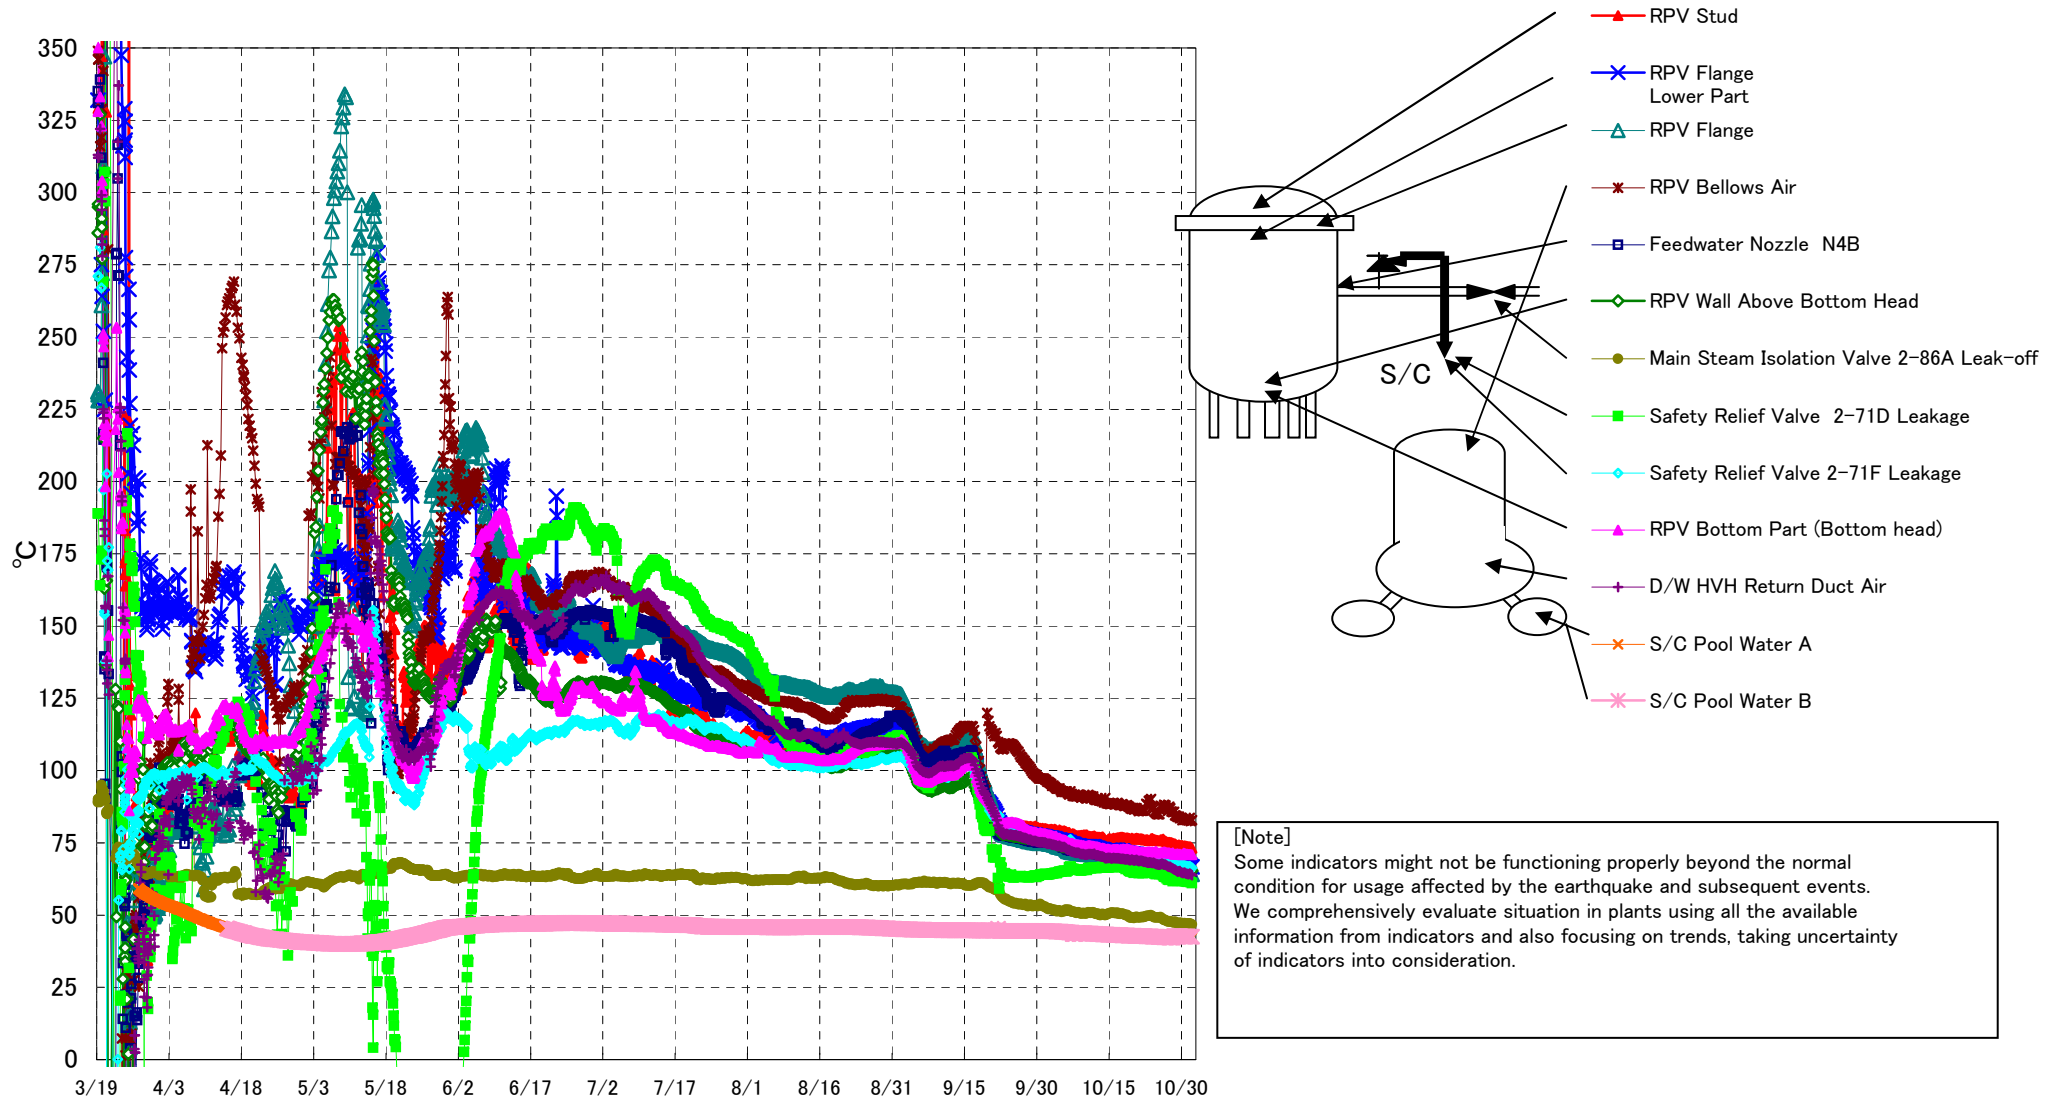 350
325
300
275
250
225
200
175
150
125
100
75
50
25
0
℃
3/19 4/3 4/18 5/3 5/18 6/2 6/17 7/2 7/17 8/1 8/16 8/31 9/15 9/30 10/15 10/30
RPV Stud
RPV Flange
Lower Part
RPV Flange
RPV Bellows Air
Feedwater Nozzle N4B
RPV Wall Above Bottom Head
Main Steam Isolation Valve 2-86A Leak-off
Safety Relief Valve 2-71D Leakage
Safety Relief Valve 2-71F Leakage
RPV Bottom Part (Bottom head)
D/W HVH Return Duct Air
S/C Pool Water A
S/C Pool Water B
S/C
[Note]
Some indicators might not be functioning properly beyond the normal
condition for usage affected by the earthquake and subsequent events.
We comprehensively evaluate situation in plants using all the available
information from indicators and also focusing on trends, taking uncertainty
of indicators into consideration.